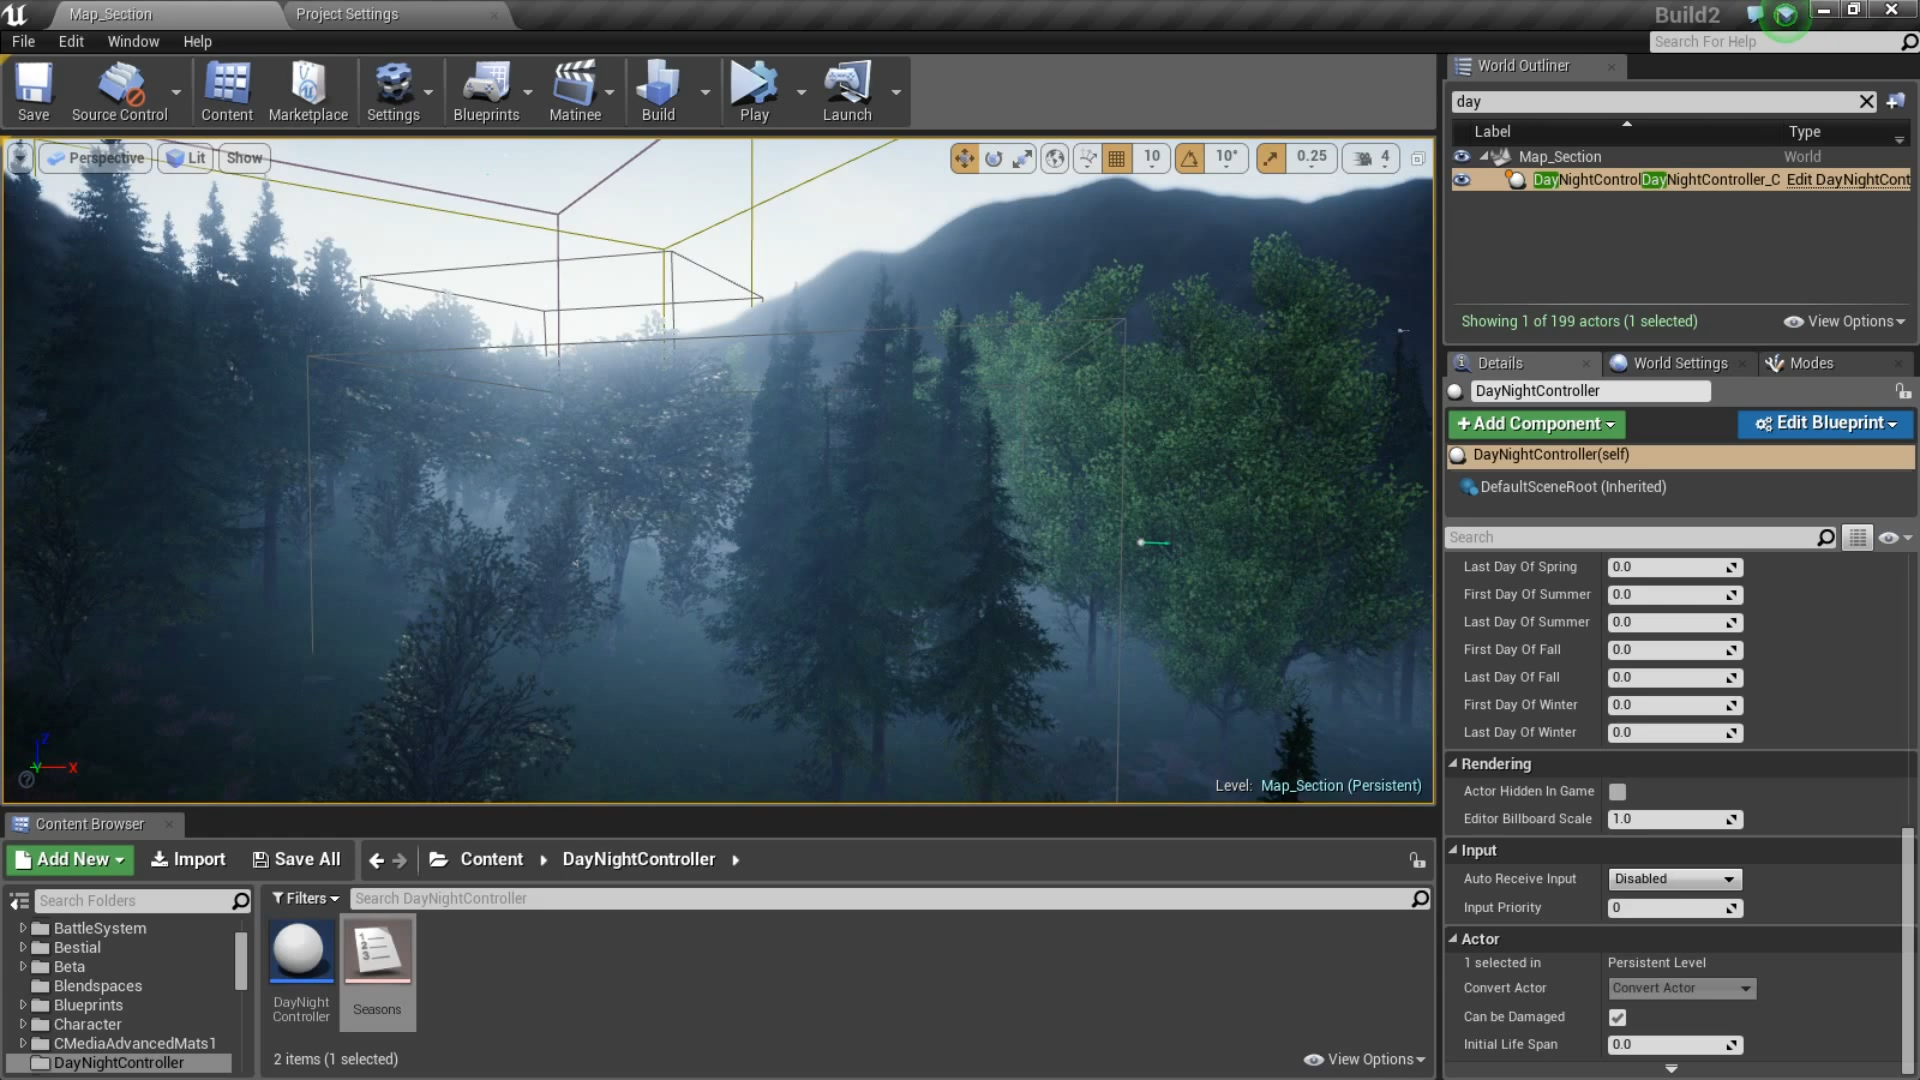 Map_Section
Project Settings
Build2
File
Edit
Window
Help
Search For Help
Save
Source Control
Content
Marketplace
Settings
Blueprints
Matinee
Build
Play
Launch
Perspective
Lit
Show
10
10°
0.25
4
Level: Map_Section (Persistent)
World Outliner
day
Label
Type
Map_Section
World
DayNightControlDayNightController_C
Edit DayNightCont
Showing 1 of 199 actors (1 selected)
View Options
Details
World Settings
Modes
DayNightController
+Add Component
Edit Blueprint
DayNightController(self)
DefaultSceneRoot (Inherited)
Search
Last Day Of Spring 0.0
First Day Of Summer 0.0
Last Day Of Summer 0.0
First Day Of Fall 0.0
Last Day Of Fall 0.0
First Day Of Winter 0.0
Last Day Of Winter 0.0
Rendering
Actor Hidden In Game
Editor Billboard Scale 1.0
Input
Auto Receive Input Disabled
Input Priority 0
Actor
1 selected in Persistent Level
Convert Actor Convert Actor
Can be Damaged
Initial Life Span 0.0
Content Browser
Add New
Import
Save All
Content
DayNightController
Search Folders
Filters
Search DayNightController
BattleSystem
Bestial
Beta
Blendspaces
Blueprints
Character
CMediaAdvancedMats1
DayNightController
DayNight
Controller
Seasons
2 items (1 selected)
View Options
X
Y
Z